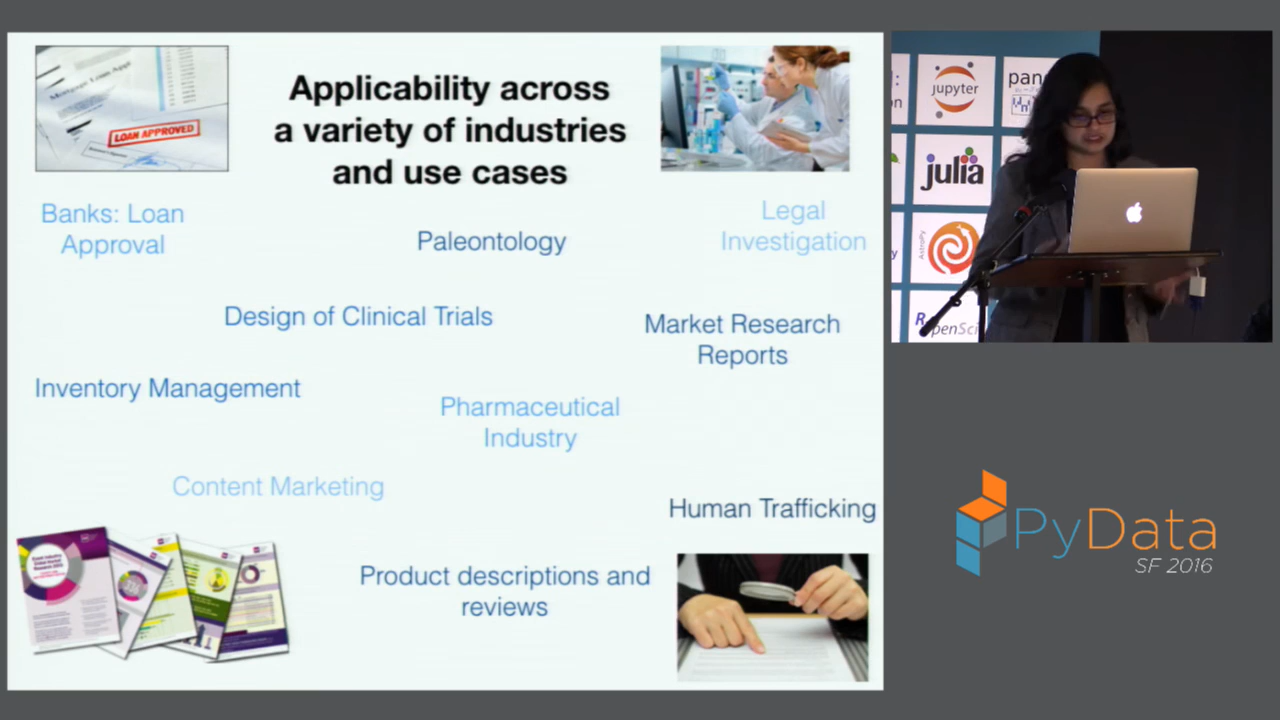 Applicability across
a variety of industries
and use cases
LOAN APPROVED
Banks: Loan
Approval
Paleontology
Legal
Investigation
Design of Clinical Trials
Market Research
Reports
Inventory Management
Pharmaceutical
Industry
Content Marketing
Human Trafficking
Product descriptions and
reviews
jupyter
julia
AstroPy
PyData
SF 2016